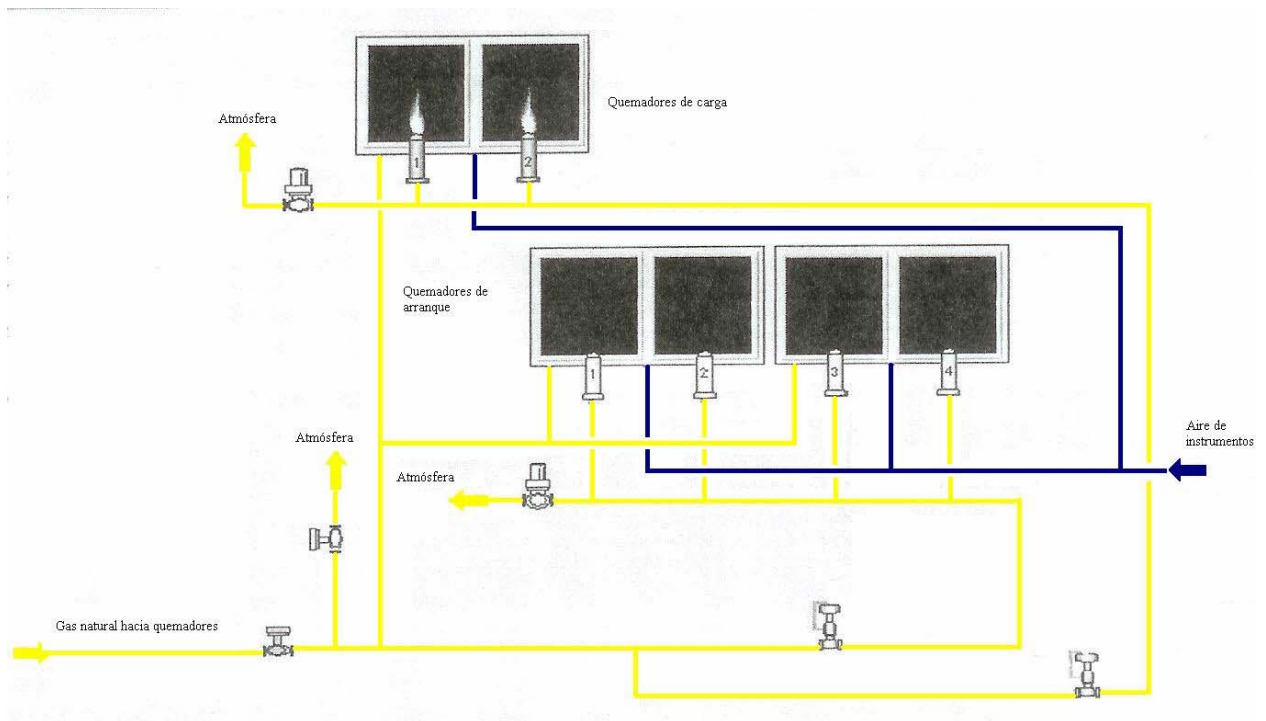 Quemadores de carga
Atmósfera
1
2
Quemadores de
arranque
1
2
3
4
Aire de
instrumentos
Atmósfera
Atmósfera
Gas natural hacia quemadores